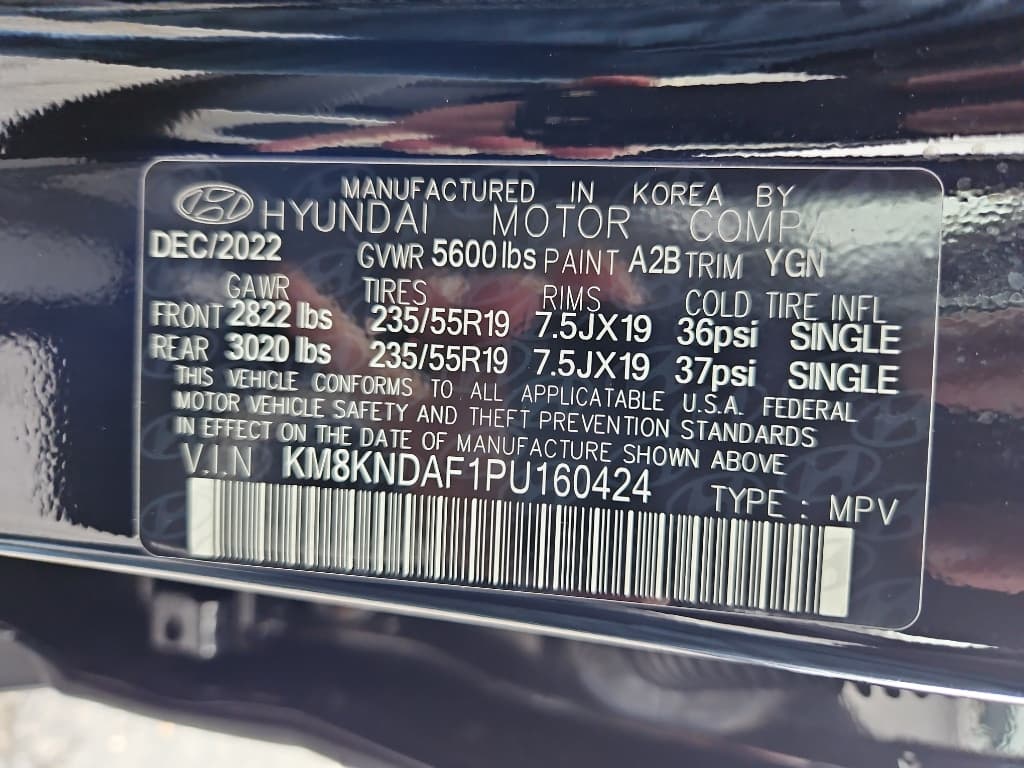 MANUFACTURED IN KOREA BY
HYUNDAI MOTOR COMPA
DEC/2022 GVWR 5600 lbs PAINT A2B TRIM YGN
GAWR TIRES RIMS COLD TIRE INFL
FRONT 2822 lbs 235/55R19 7.5JX19 36psi SINGLE
REAR 3020 lbs 235/55R19 7.5JX19 37psi SINGLE
THIS VEHICLE CONFORMS TO ALL APPLICATABLE U.S.A. FEDERAL
MOTOR VEHICLE SAFETY AND THEFT PREVENTION STANDARDS
IN EFFECT ON THE DATE OF MANUFACTURE SHOWN ABOVE
V.I.N KM8KNDAF1PU160424 TYPE : MPV